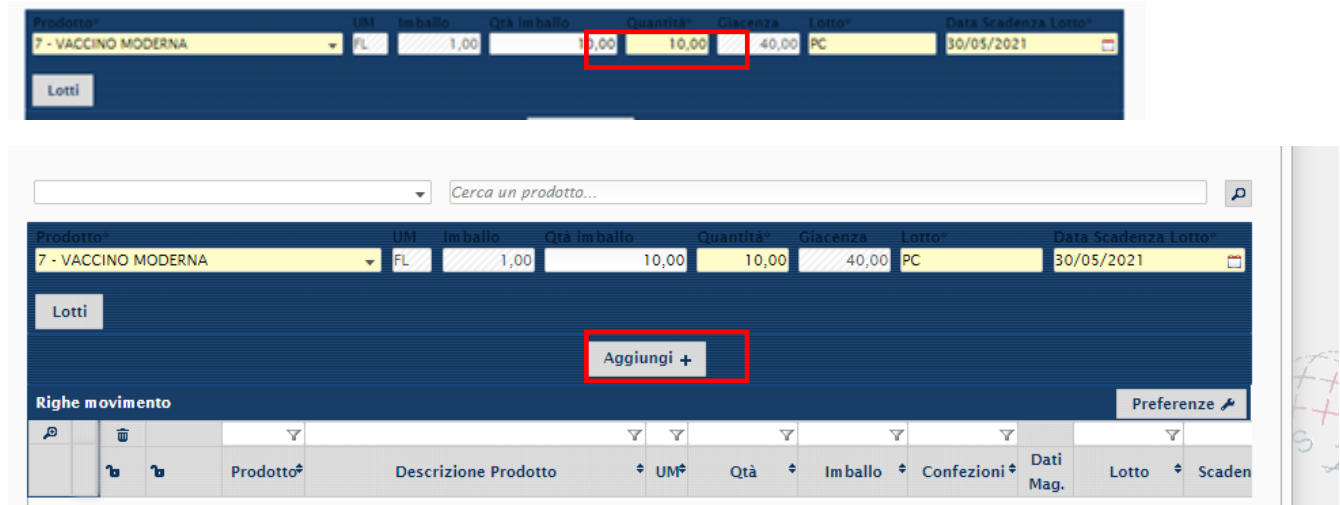 Prodotto* UM Imballo Qtà imballo Quantità* Giacenza Lotto* Data Scadenza Lotto*
7 - VACCINO MODERNA FL 1,00 10,00 10,00 40,00 PC 30/05/2021
Lotti
Cerca un prodotto...
Prodotto* UM Imballo Qtà imballo Quantità* Giacenza Lotto* Data Scadenza Lotto*
7 - VACCINO MODERNA FL 1,00 10,00 10,00 40,00 PC 30/05/2021
Lotti
Aggiungi +
Righe movimento Preferenze
Prodotto Descrizione Prodotto UM Qtà Imballo Confezioni Dati Mag. Lotto Scaden